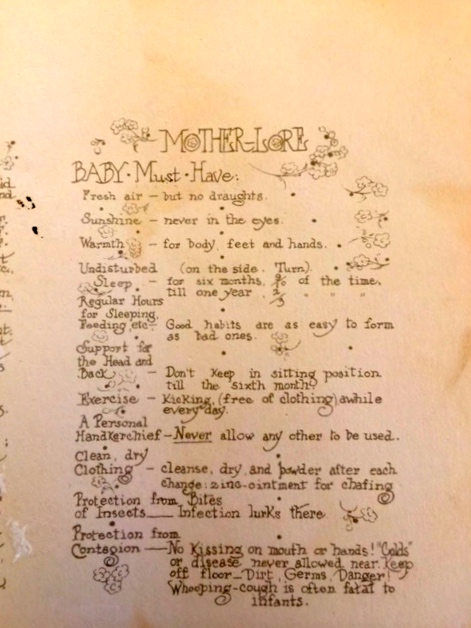 MOTHER-LORE
BABY · Must · Have:
Fresh air — but no draughts.
Sunshine — never in the eyes.
Warmth — for body, feet and hands.
Undisturbed (on the side. Turn).
Sleep — for six months, of the time,
till one year " "
Regular Hours
for Sleeping,
Feeding, etc — Good habits are as easy to form
as bad ones.
Support for
the Head and
Back — Don't keep in sitting position
till the sixth month.
Exercise — Kicking, (free of clothing) awhile
every day.
A Personal
Handkerchief — Never allow any other to be used.
Clean, dry
Clothing — cleanse, dry and powder after each
change: zinc-ointment for chafing
Protection from Bites
of Insects — Infection lurks there.
Protection from
Contagion — No Kissing on mouth or hands! "Colds"
or disease never allowed near. Keep
off floor — Dirt, Germs, Danger!
Whooping-cough is often fatal to
infants.